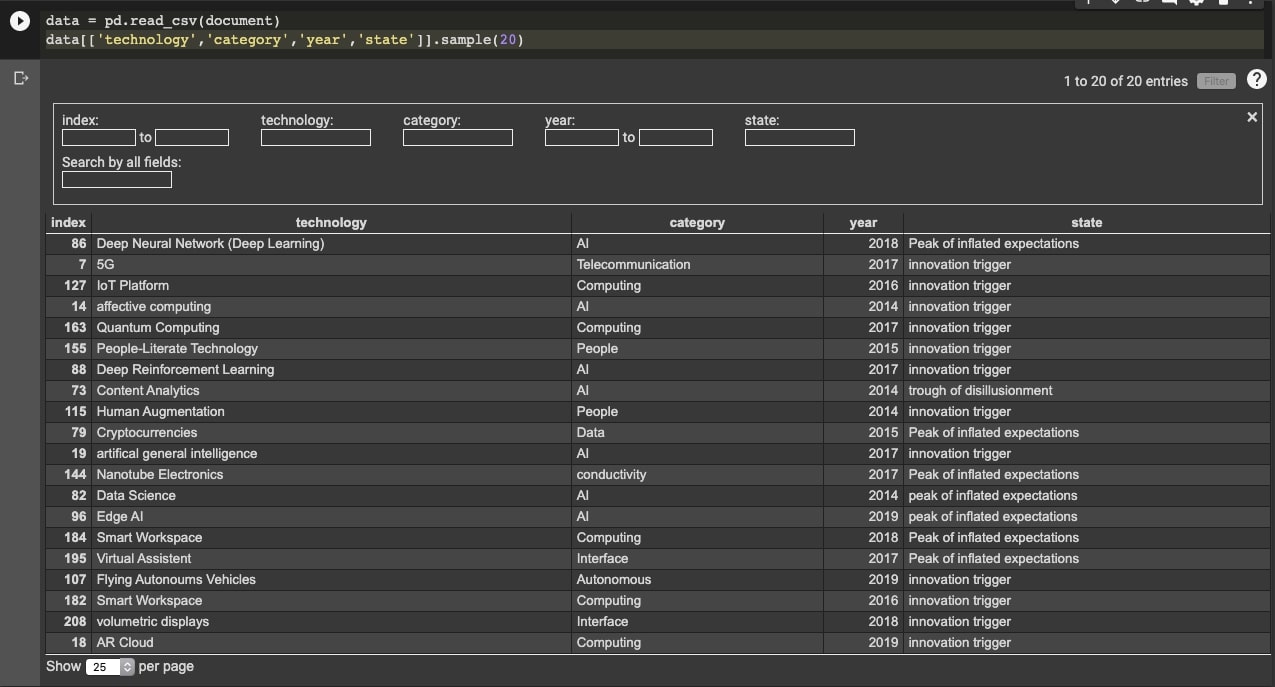 data = pd.read_csv(document)
data[['technology','category','year','state']].sample(20)
1 to 20 of 20 entries Filter ?
index: to technology: category: year: to state:
Search by all fields:
index technology category year state
86 Deep Neural Network (Deep Learning) AI 2018 Peak of inflated expectations
7 5G Telecommunication 2017 innovation trigger
127 IoT Platform Computing 2016 innovation trigger
14 affective computing AI 2014 innovation trigger
163 Quantum Computing Computing 2017 innovation trigger
155 People-Literate Technology People 2015 innovation trigger
88 Deep Reinforcement Learning AI 2017 innovation trigger
73 Content Analytics AI 2014 trough of disillusionment
115 Human Augmentation People 2014 innovation trigger
79 Cryptocurrencies Data 2015 Peak of inflated expectations
19 artifical general intelligence AI 2017 innovation trigger
144 Nanotube Electronics conductivity 2017 Peak of inflated expectations
82 Data Science AI 2014 peak of inflated expectations
96 Edge AI AI 2019 peak of inflated expectations
184 Smart Workspace Computing 2018 Peak of inflated expectations
195 Virtual Assistent Interface 2017 Peak of inflated expectations
107 Flying Autonoums Vehicles Autonomous 2019 innovation trigger
182 Smart Workspace Computing 2016 innovation trigger
208 volumetric displays Interface 2018 innovation trigger
18 AR Cloud Computing 2019 innovation trigger
Show 25 per page